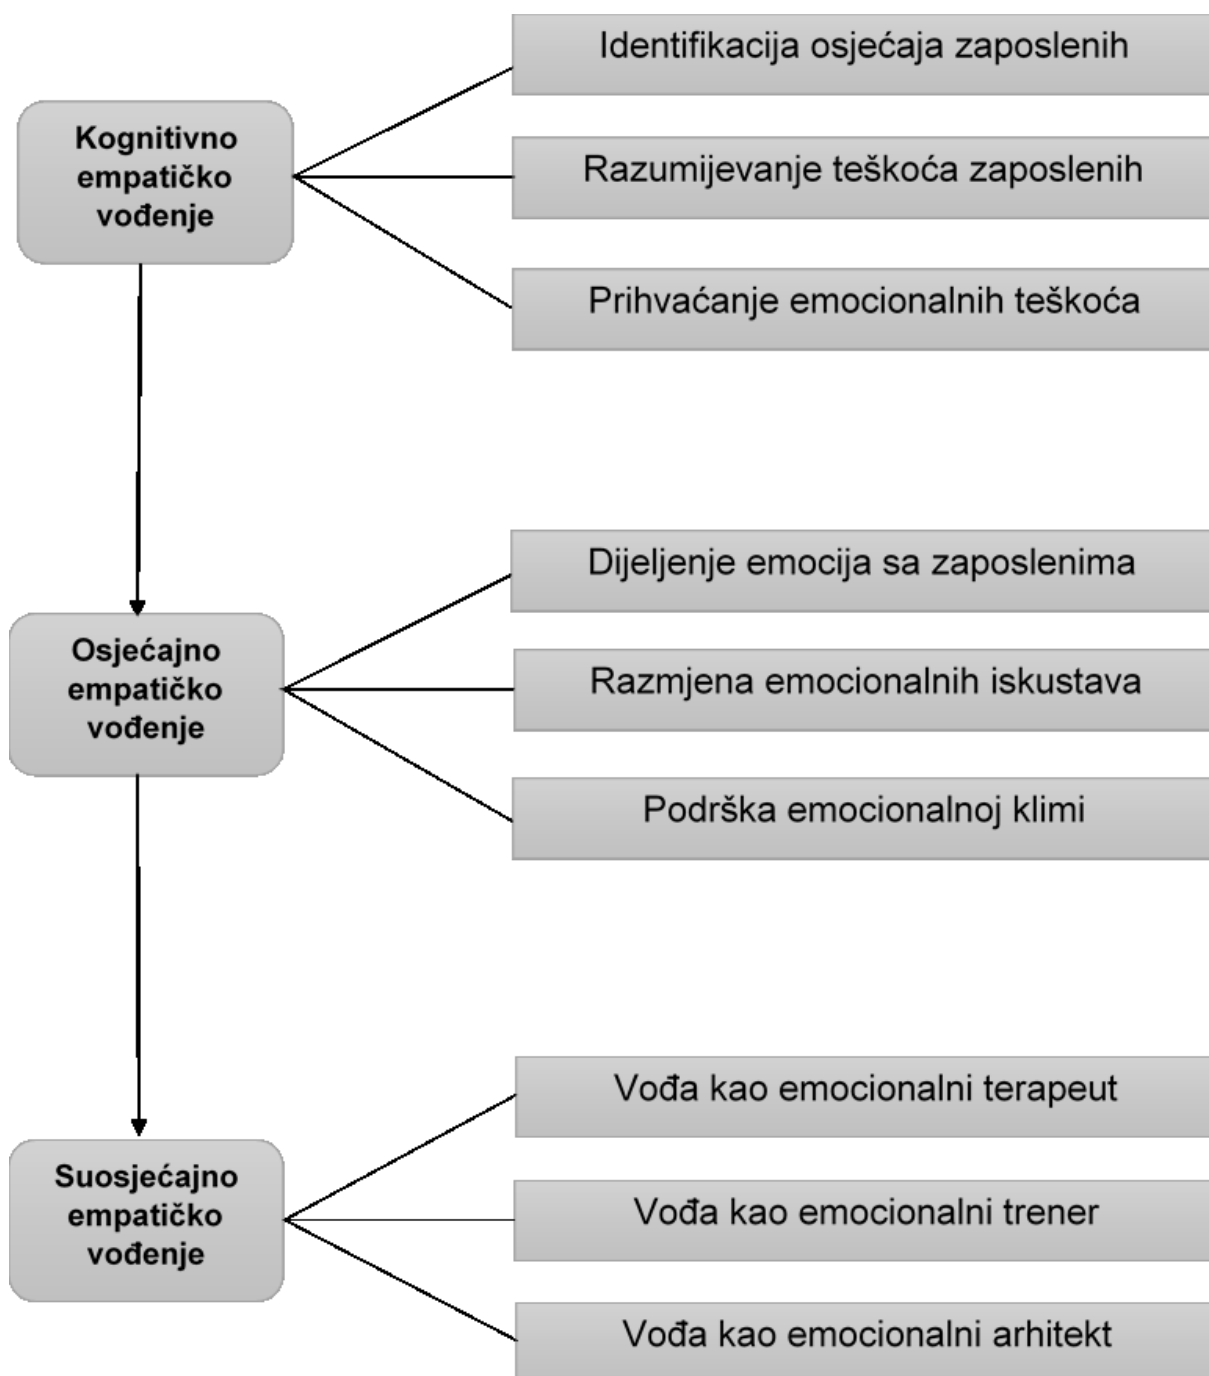 Identifikacija osjećaja zaposlenih
Kognitivno
empatičko
vođenje
Razumijevanje teškoća zaposlenih
Prihvaćanje emocionalnih teškoća
Dijeljenje emocija sa zaposlenima
Osjećajno
empatičko
vođenje
Razmjena emocionalnih iskustava
Podrška emocionalnoj klimi
Vođa kao emocionalni terapeut
Suosjećajno
empatičko
vođenje
Vođa kao emocionalni trener
Vođa kao emocionalni arhitekt